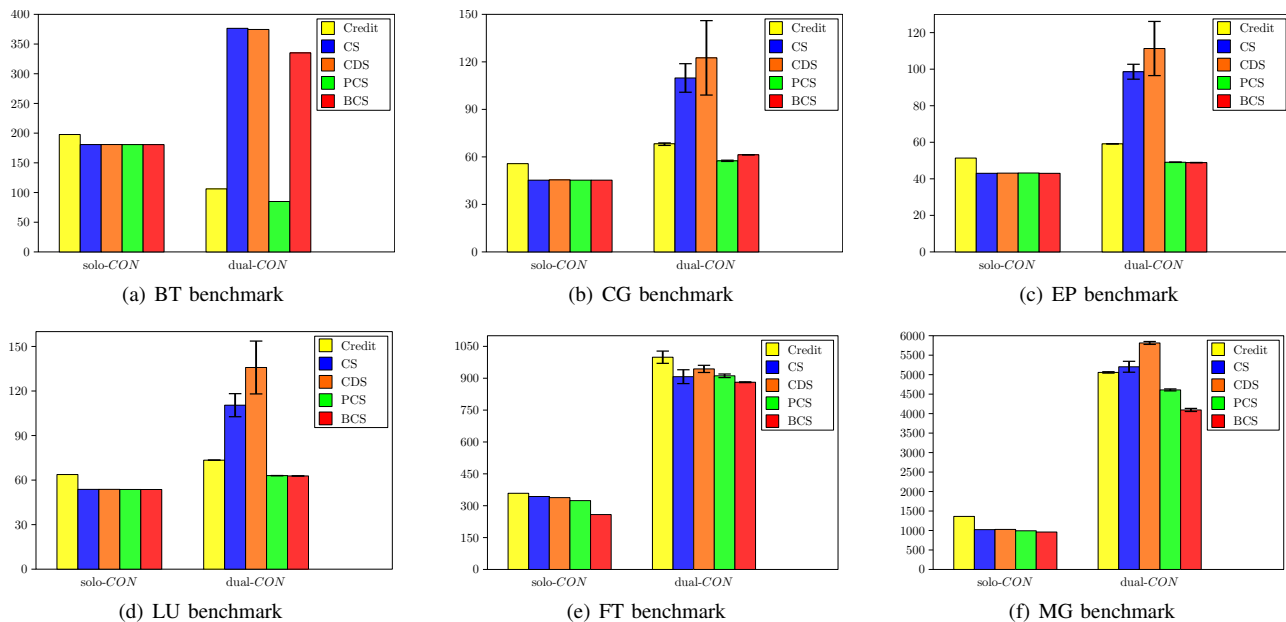 400
350
300
250
200
150
100
50
0
Credit
CS
CDS
PCS
BCS
solo-CON
dual-CON
(a) BT benchmark
150
120
90
60
30
0
Credit
CS
CDS
PCS
BCS
solo-CON
dual-CON
(b) CG benchmark
120
100
80
60
40
20
0
Credit
CS
CDS
PCS
BCS
solo-CON
dual-CON
(c) EP benchmark
150
120
90
60
30
0
Credit
CS
CDS
PCS
BCS
solo-CON
dual-CON
(d) LU benchmark
1050
900
750
600
450
300
150
0
Credit
CS
CDS
PCS
BCS
solo-CON
dual-CON
(e) FT benchmark
6000
5500
5000
4500
4000
3500
3000
2500
2000
1500
1000
500
0
Credit
CS
CDS
PCS
BCS
solo-CON
dual-CON
(f) MG benchmark